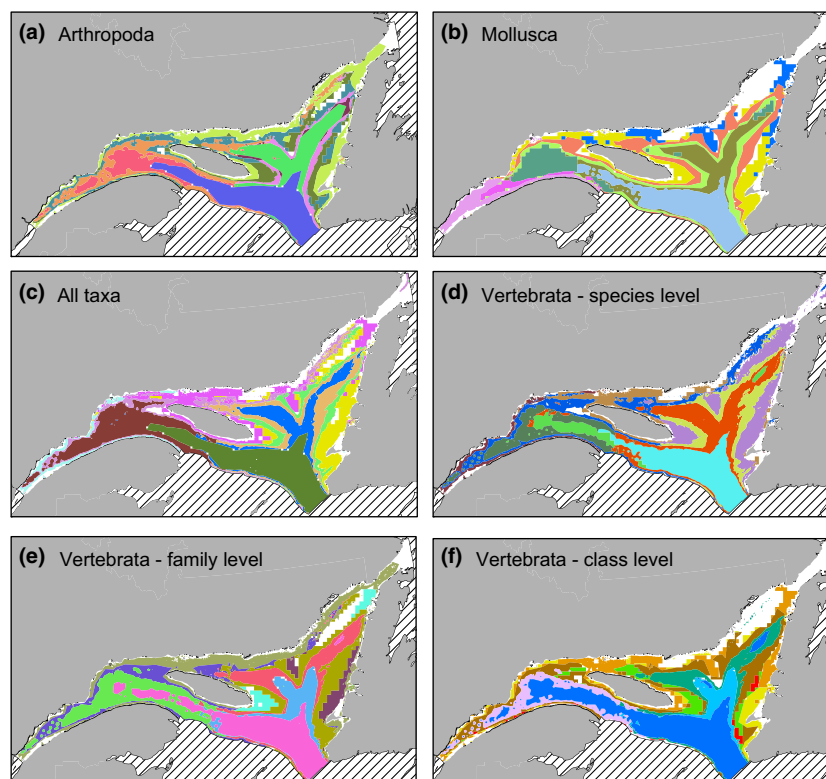 (a) Arthropoda
(b) Mollusca
(c) All taxa
(d) Vertebrata - species level
(e) Vertebrata - family level
(f) Vertebrata - class level